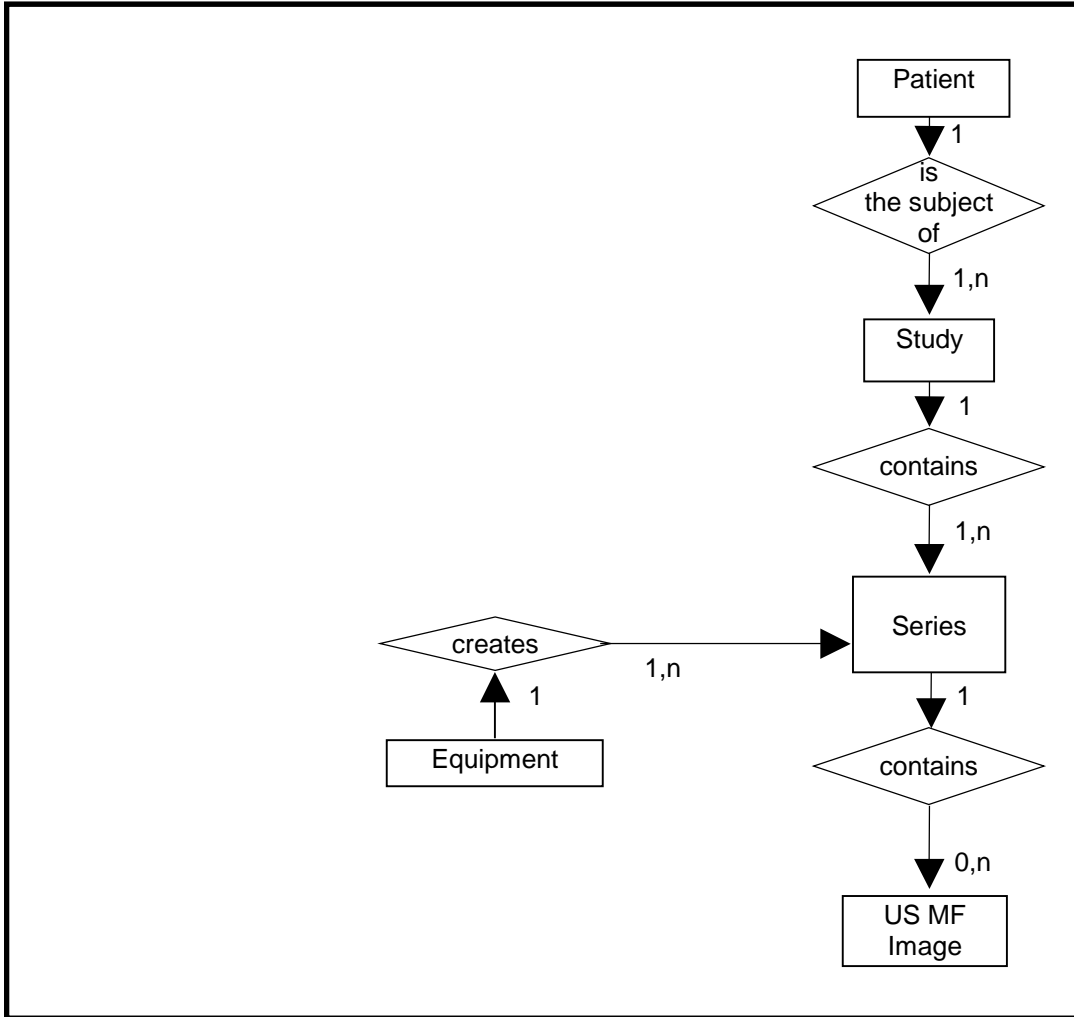 Patient
1
is
the subject
of
1,n
Study
1
contains
1,n
Series
creates
1,n
1
1
Equipment
contains
0,n
US MF
Image